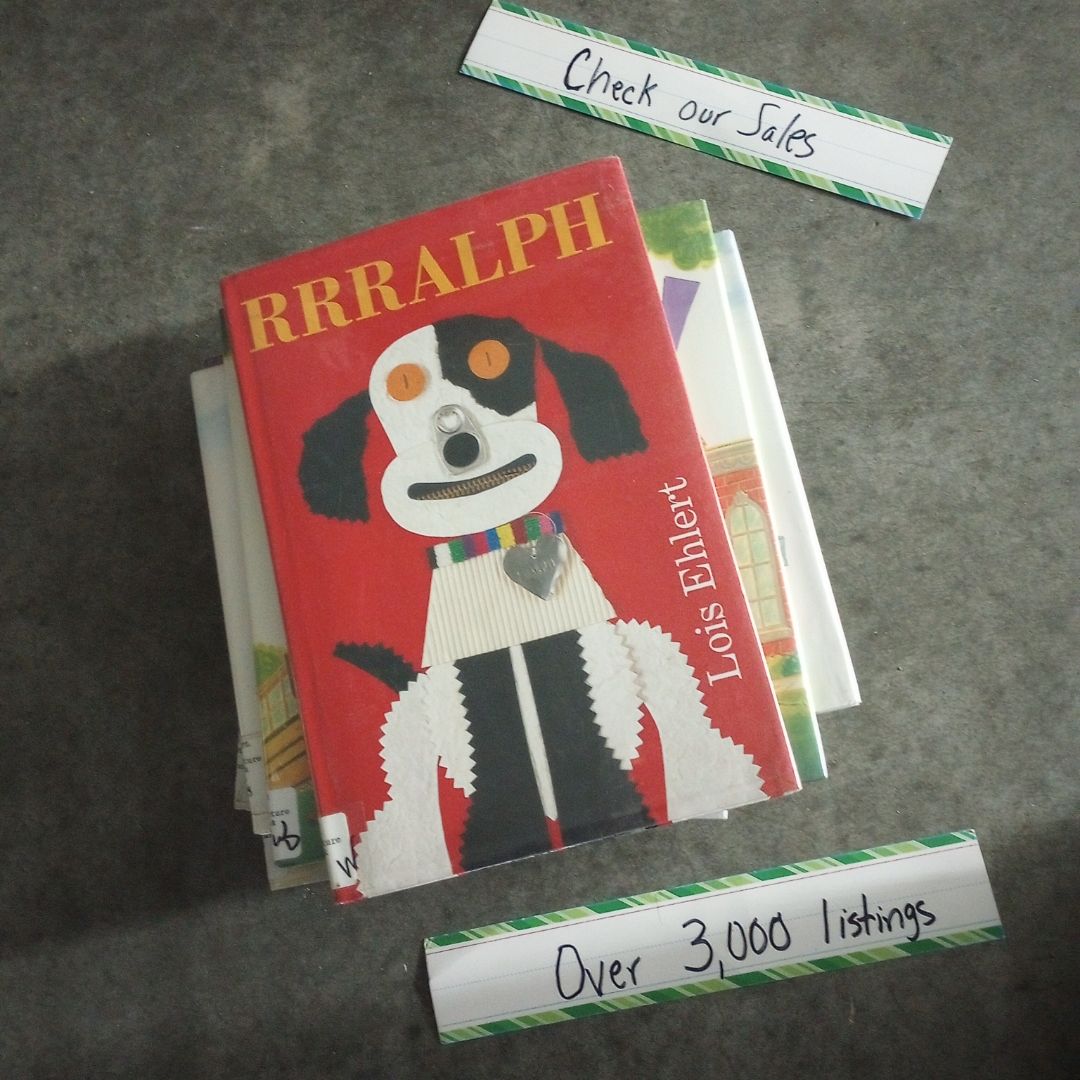 Check our Sales
RRRALPH
Lois Ehlert
Over 3,000 listings